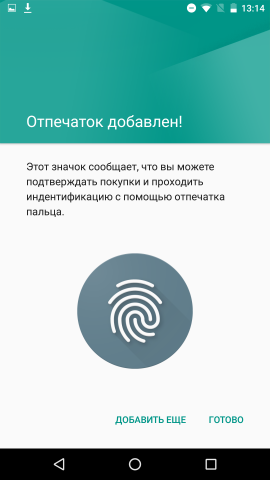 13:14
Отпечаток добавлен!
Этот значок сообщает, что вы можете
подтверждать покупки и проходить
индентификацию с помощью отпечатка
пальца.
ДОБАВИТЬ ЕЩЕ ГОТОВО